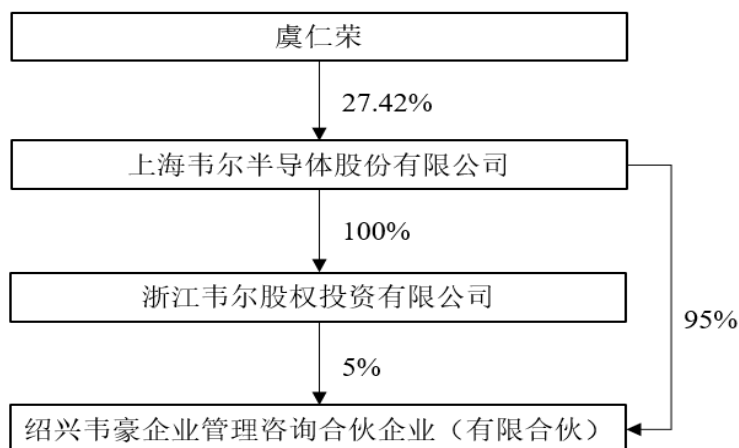 虞仁荣
27.42%
上海韦尔半导体股份有限公司
100%
浙江韦尔股权投资有限公司
95%
5%
绍兴韦豪企业管理咨询合伙企业（有限合伙）